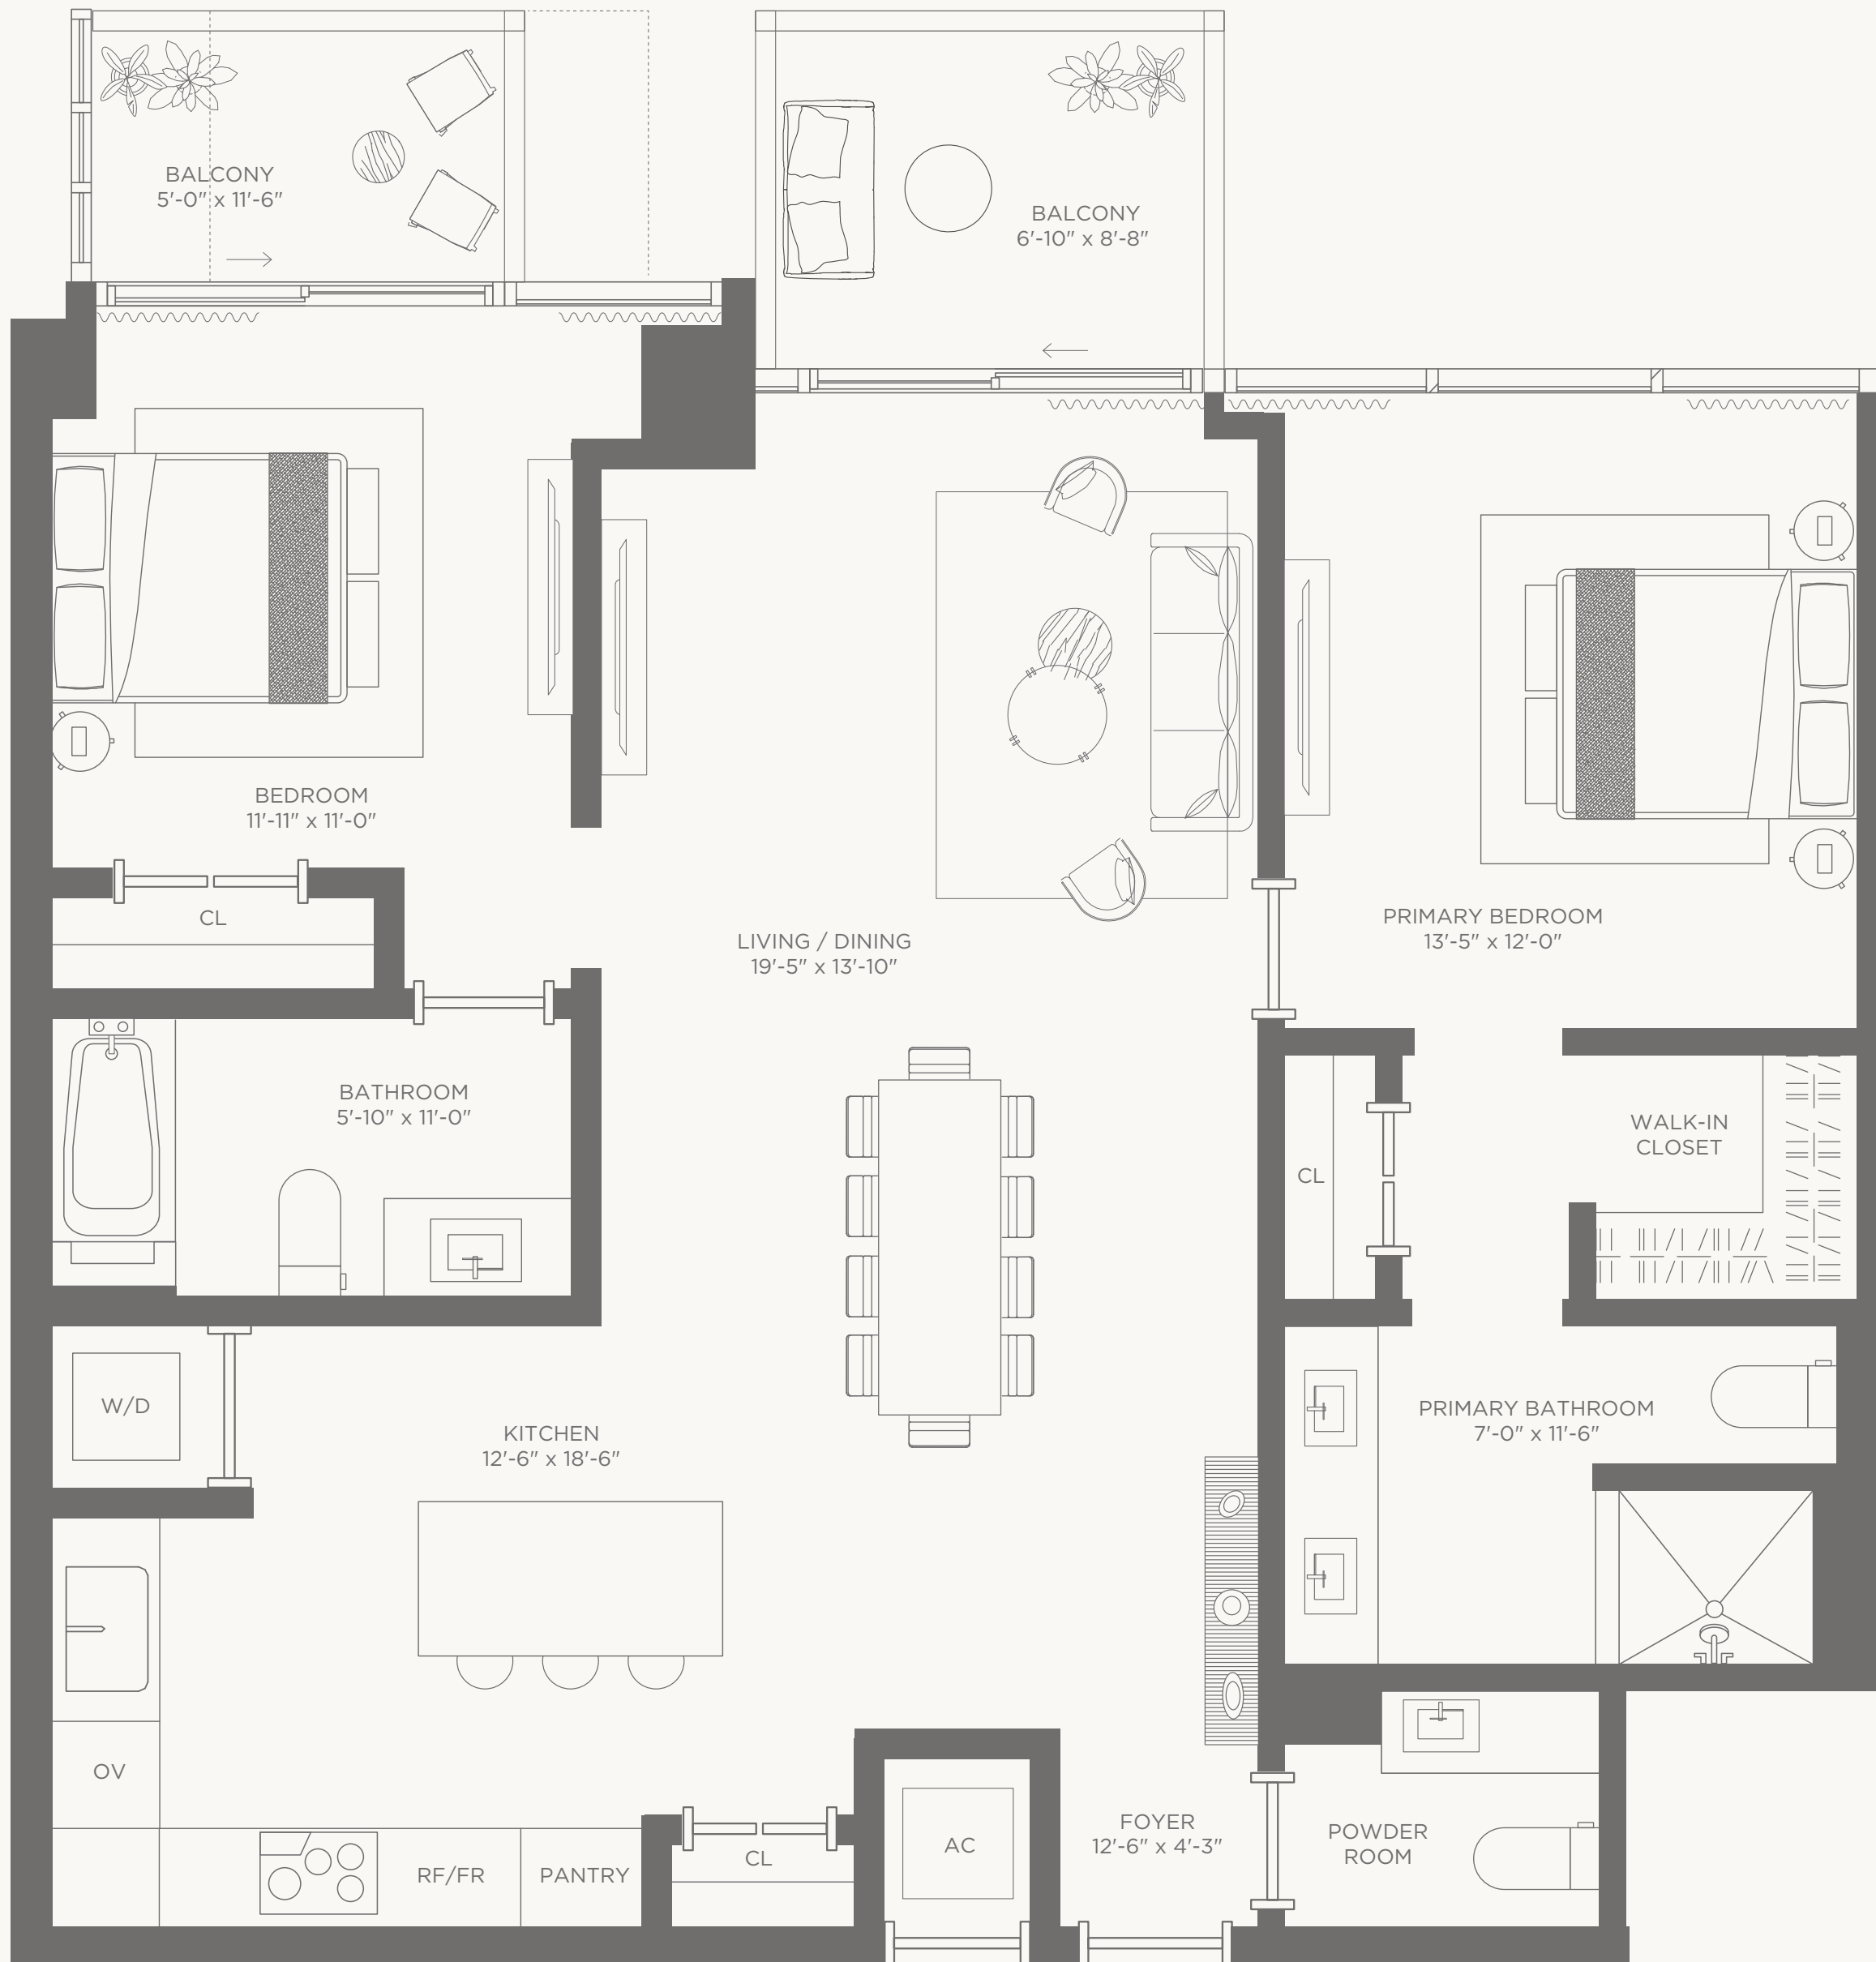 BALCONY
5'-0" x 11'-6"
BALCONY
6'-10" x 8'-8"
BEDROOM
11'-11" x 11'-0"
CL
LIVING / DINING
19'-5" x 13'-10"
PRIMARY BEDROOM
13'-5" x 12'-0"
BATHROOM
5'-10" x 11'-0"
WALK-IN
CLOSET
CL
W/D
KITCHEN
12'-6" x 18'-6"
PRIMARY BATHROOM
7'-0" x 11'-6"
OV
RF/FR
PANTRY
CL
AC
FOYER
12'-6" x 4'-3"
POWDER
ROOM